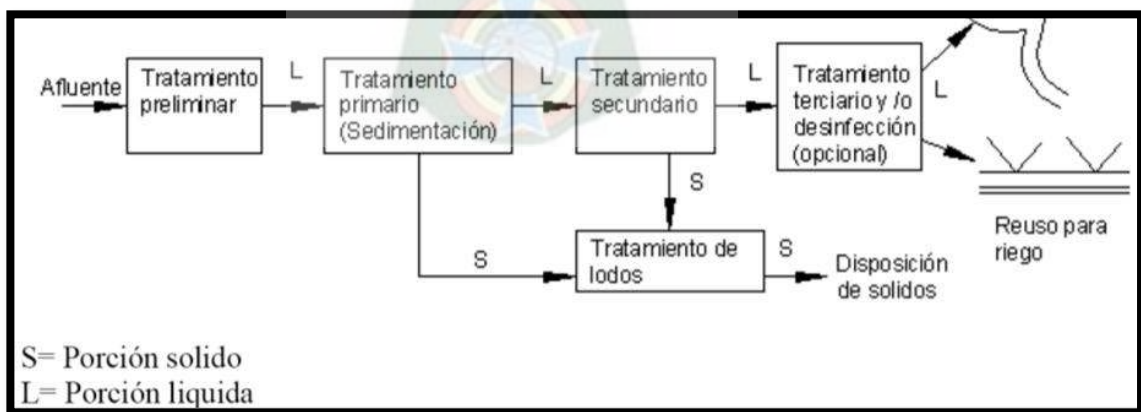 Afluente
Tratamiento
preliminar
L
Tratamiento
primario
(Sedimentación)
L
Tratamiento
secundario
L
Tratamiento
terciario y /o
desinfección
(opcional)
L
Reuso para
riego
S
S
Tratamiento de
lodos
S
Disposición
de solidos
S= Porción solido
L= Porción liquida